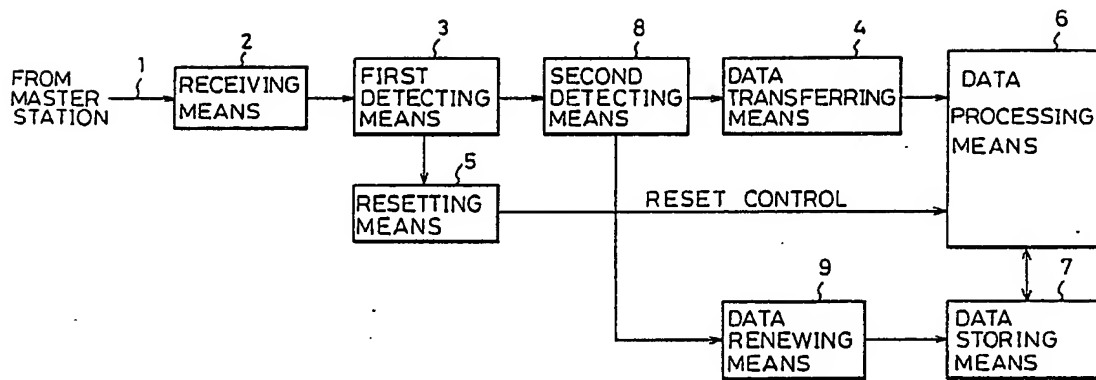 1
FROM
MASTER
STATION
2
RECEIVING
MEANS
3
FIRST
DETECTING
MEANS
8
SECOND
DETECTING
MEANS
4
DATA
TRANSFERRING
MEANS
6
DATA
PROCESSING
MEANS
5
RESETTING
MEANS
RESET CONTROL
9
DATA
RENEWING
MEANS
7
DATA
STORING
MEANS